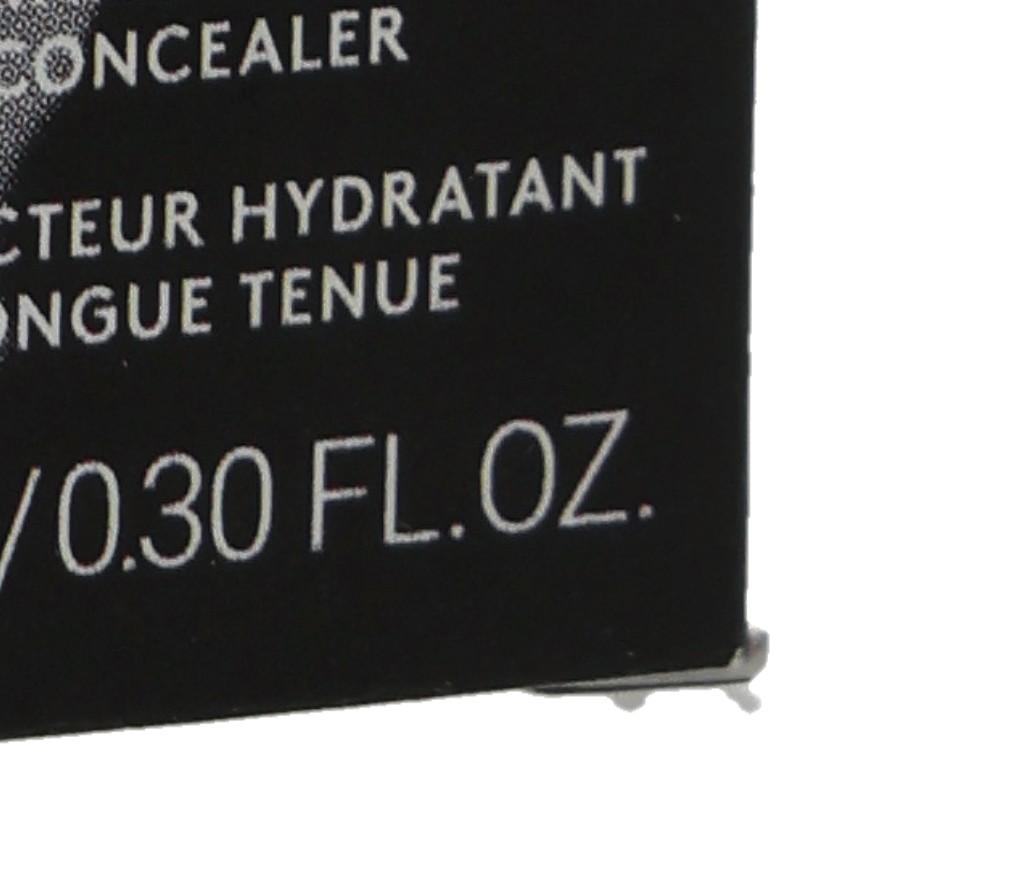 CONCEALER
CTEUR HYDRATANT
ONGUE TENUE
/0.30 FL.OZ.